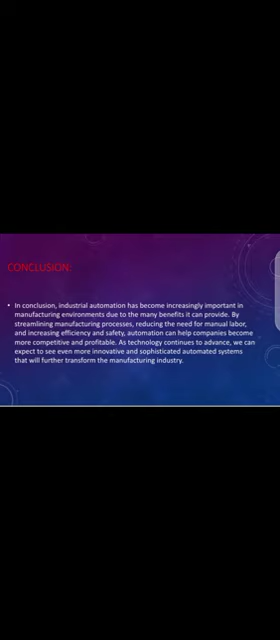 CONCLUSION:
• In conclusion, industrial automation has become increasingly important in
manufacturing environments due to the many benefits it can provide. By
streamlining manufacturing processes, reducing the need for manual labor,
and increasing efficiency and safety, automation can help companies become
more competitive and profitable. As technology continues to advance, we can
expect to see even more innovative and sophisticated automated systems
that will further transform the manufacturing industry.